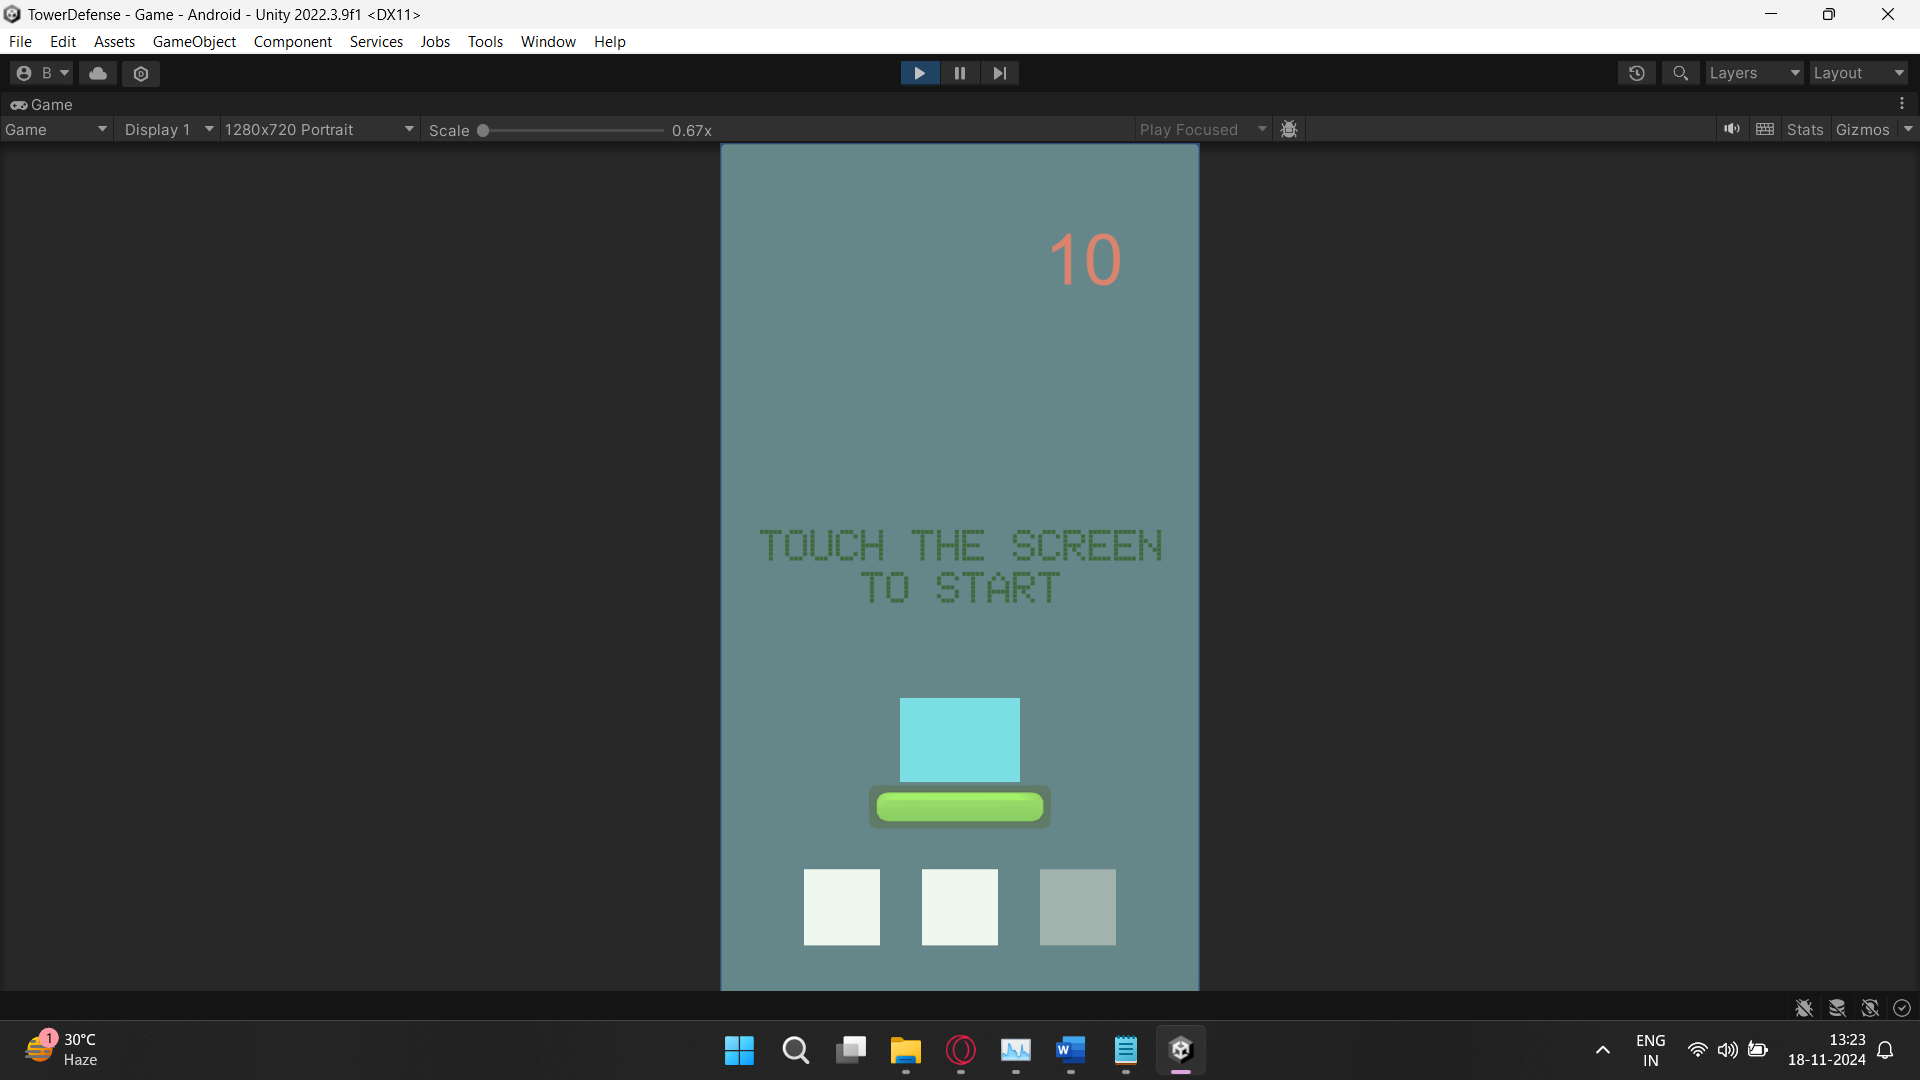 TowerDefense - Game - Android - Unity 2022.3.9f1 <DX11>
File Edit Assets GameObject Component Services Jobs Tools Window Help
B Layers Layout
Game
Game Display 1 1280x720 Portrait Scale 0.67x Play Focused Stats Gizmos
10
TOUCH THE SCREEN
TO START
1 30°C
Haze
W
ENG
IN
13:23
18-11-2024